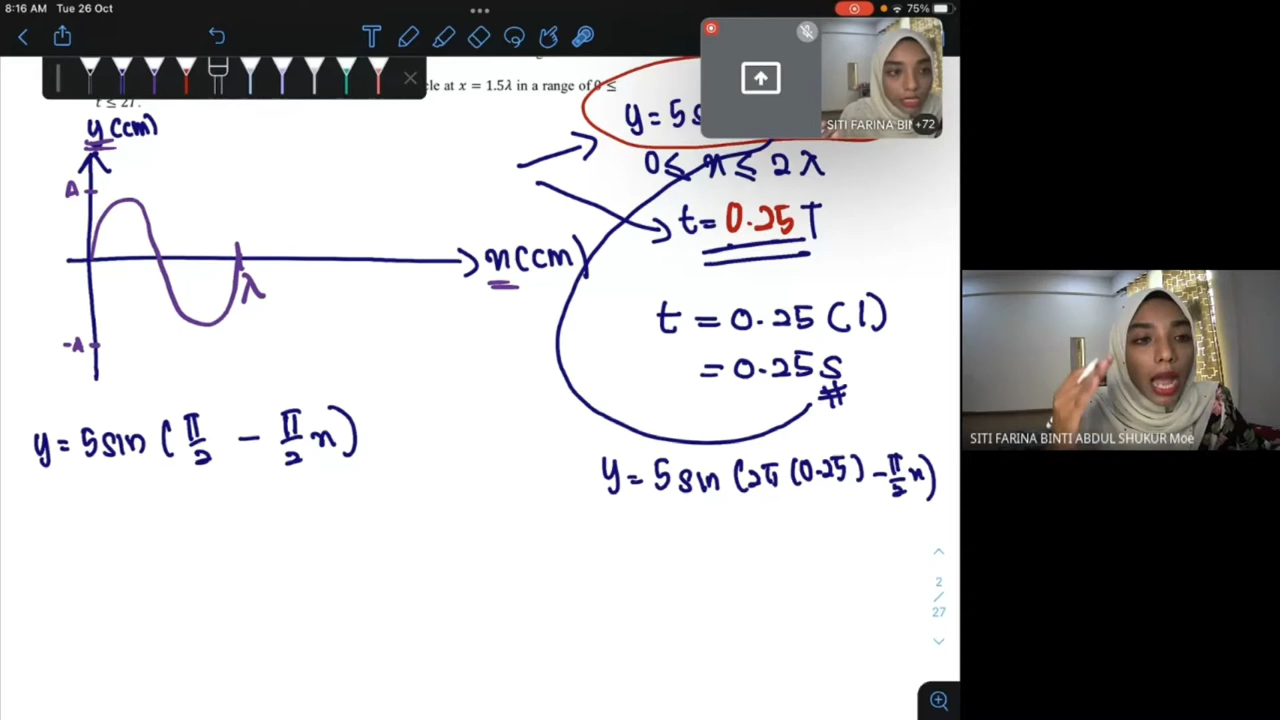 8:16 AM Tue 26 Oct
75%
cle at x = 1.5λ in a range of 0 ≤
t ≤ 2T.
SITI FARINA BIN +72
y (cm)
A
-A
λ
x (cm)
y = 5 sin (π/2 - π/2 x)
y = 5 s
0 ≤ x ≤ 2λ
t = 0.25 T
t = 0.25 (1)
= 0.25 s #
y = 5 sin (2π (0.25) - π/2 x)
2
/
27
SITI FARINA BINTI ABDUL SHUKUR Moe